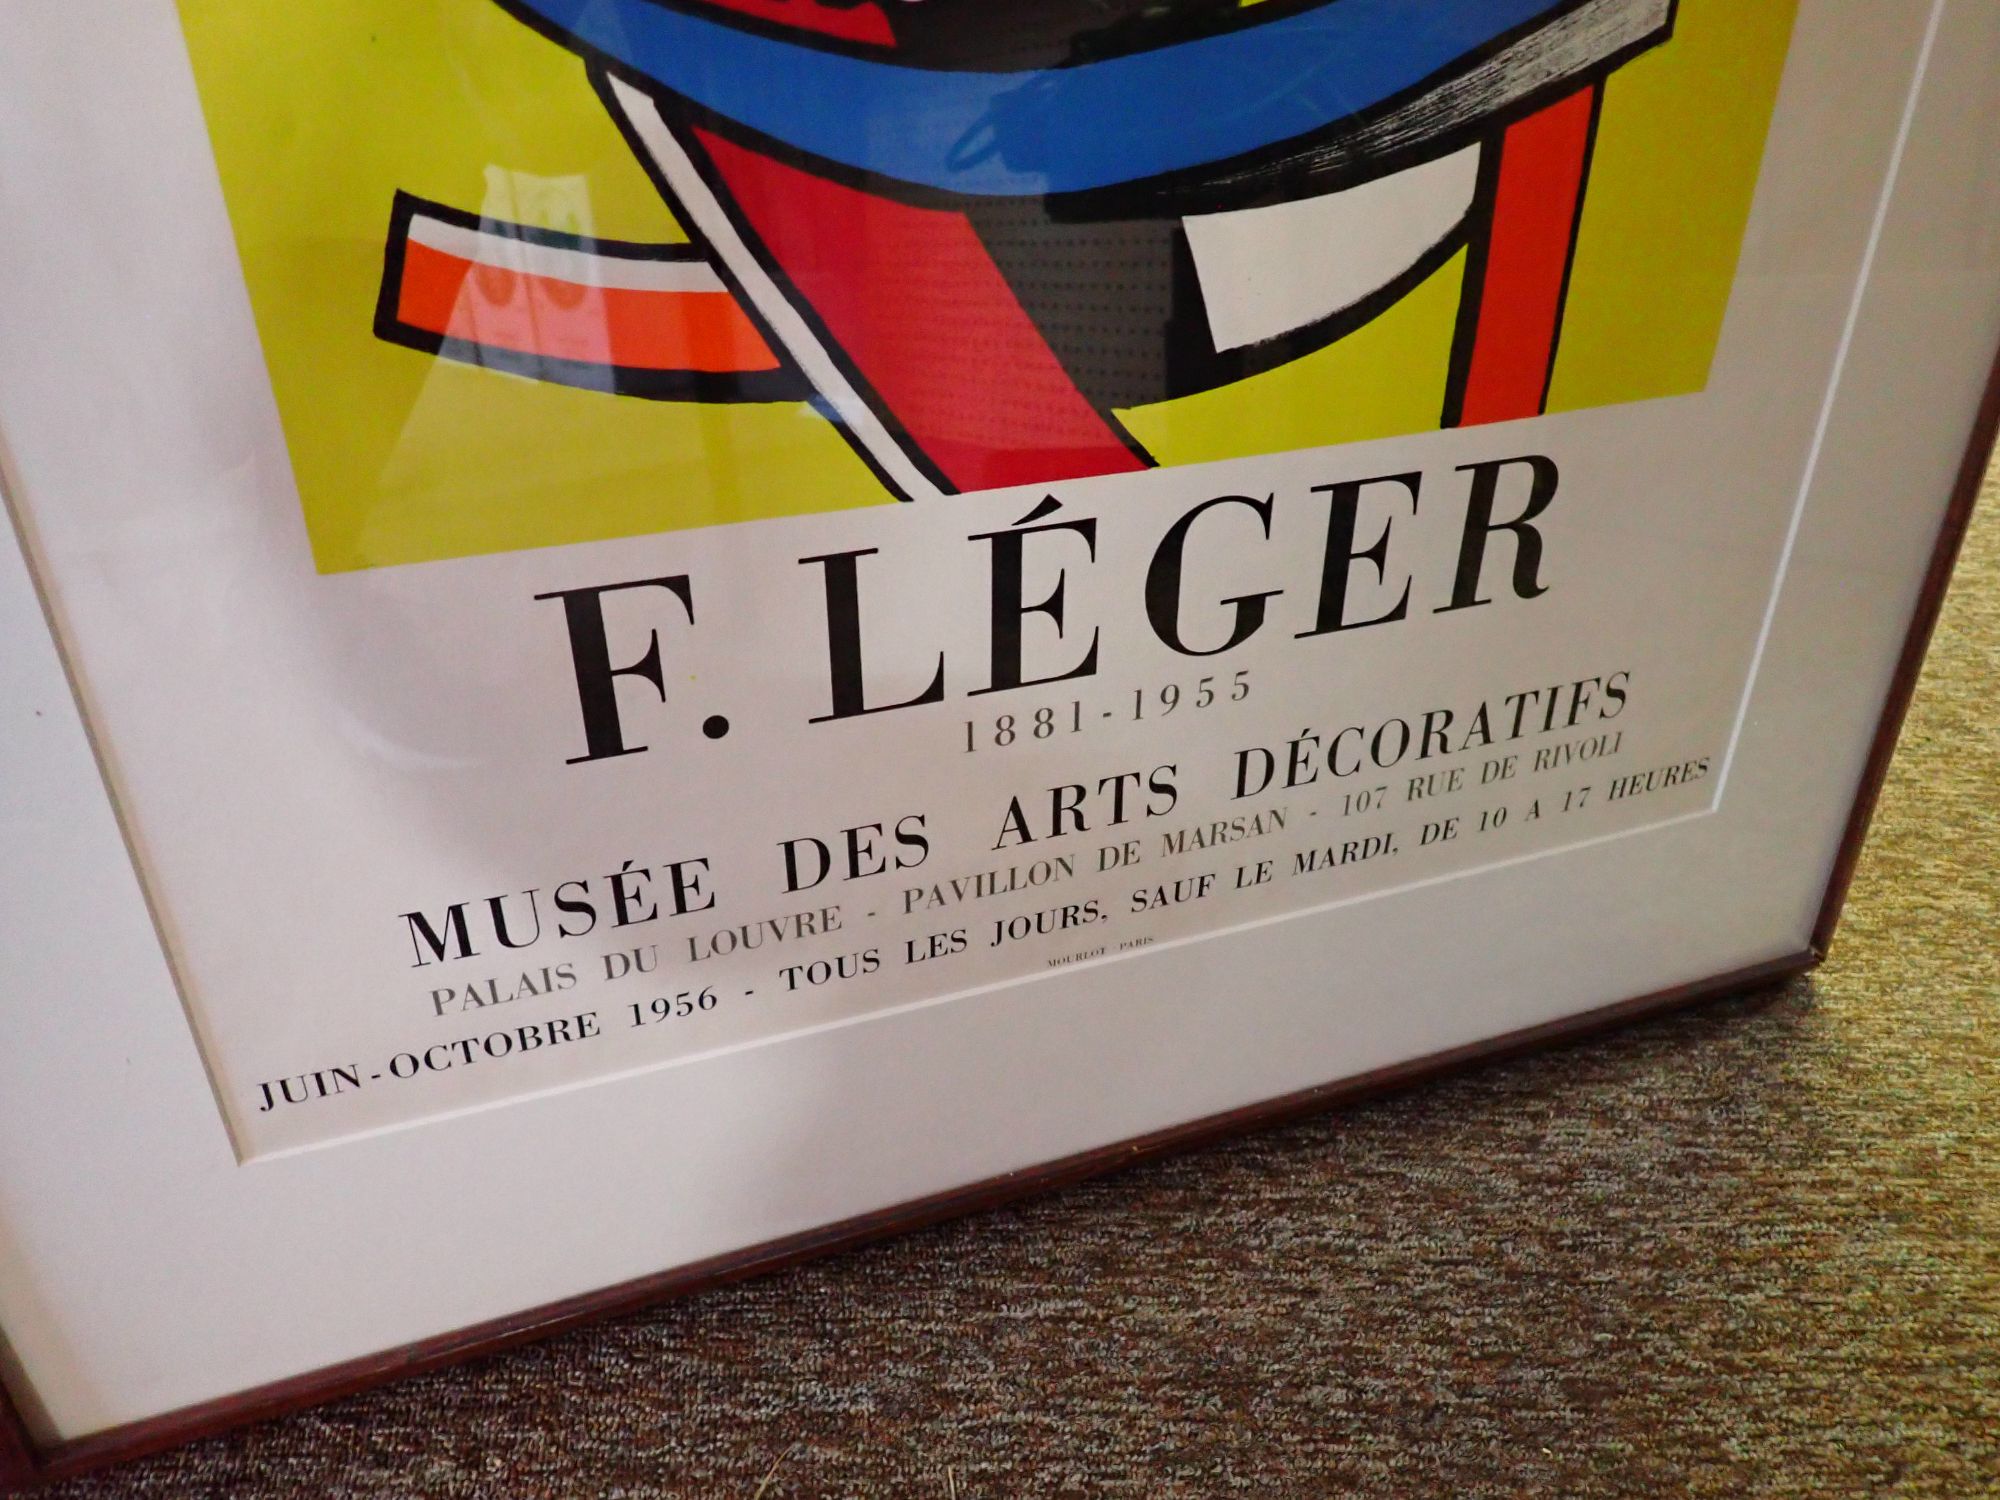 F. LÉGER
1881-1955
MUSÉE DES ARTS DÉCORATIFS
PALAIS DU LOUVRE - PAVILLON DE MARSAN - 107 RUE DE RIVOLI
JUIN-OCTOBRE 1956 - TOUS LES JOURS, SAUF LE MARDI, DE 10 A 17 HEURES
MOURLOT - PARIS